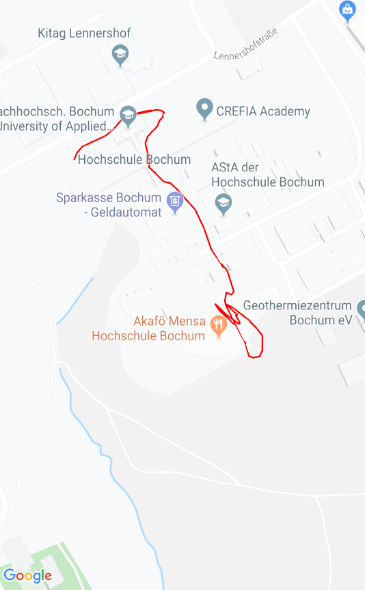 Kitag Lennershof
Lennershofstraße
achhochsch. Bochum
University of Applied...
CREFIA Academy
Hochschule Bochum
AStA der
Hochschule Bochum
Sparkasse Bochum
- Geldautomat
Geothermiezentrum
Bochum eV
Akafö Mensa
Hochschule Bochum
Google